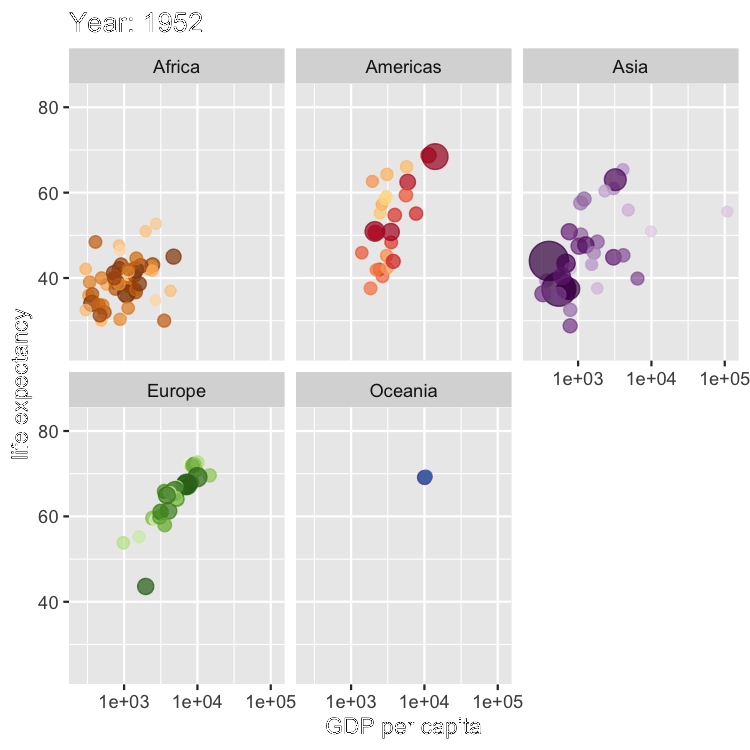 Year: 1952
Africa
Americas
Asia
80
60
40
1e+03 1e+04 1e+05
Europe
Oceania
80
60
40
1e+03 1e+04 1e+05
1e+03 1e+04 1e+05
life expectancy
GDP per capita